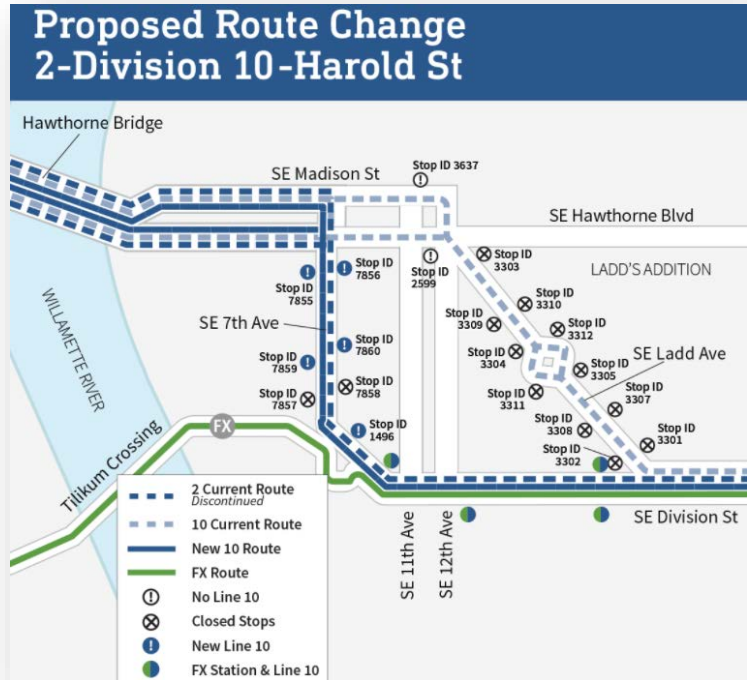 Proposed Route Change
2-Division 10-Harold St
Hawthorne Bridge
SE Madison St
Stop ID 3637
SE Hawthorne Blvd
Stop ID
3303
LADD'S ADDITION
Stop ID
2599
Stop ID
7856
Stop ID
7855
Stop ID
3310
Stop ID
3309
Stop ID
3312
SE 7th Ave
WILLAMETTE RIVER
Stop ID
7860
Stop ID
7859
Stop ID
3304
SE Ladd Ave
Stop ID
3305
Stop ID
7857
Stop ID
7858
Stop ID
3311
Stop ID
3307
Stop ID
1496
Stop ID
3308
Stop ID
3301
Stop ID
3302
FX
Tilikum Crossing
SE 11th Ave
SE 12th Ave
SE Division St
2 Current Route
Discontinued
10 Current Route
New 10 Route
FX Route
No Line 10
Closed Stops
New Line 10
FX Station & Line 10